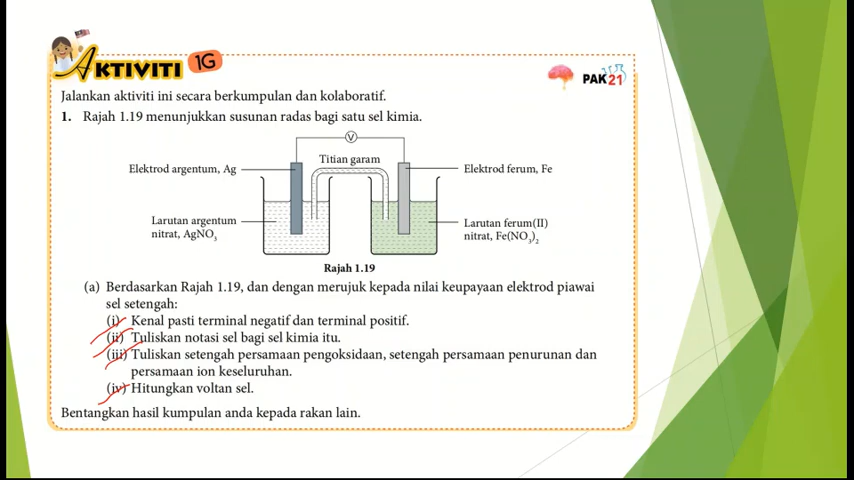 AKTIVITI 1G
PAK21
Jalankan aktiviti ini secara berkumpulan dan kolaboratif.
1. Rajah 1.19 menunjukkan susunan radas bagi satu sel kimia.
V
Titian garam
Elektrod argentum, Ag
Elektrod ferum, Fe
Larutan argentum
nitrat, AgNO₃
Larutan ferum(II)
nitrat, Fe(NO₃)₂
Rajah 1.19
(a) Berdasarkan Rajah 1.19, dan dengan merujuk kepada nilai keupayaan elektrod piawai
sel setengah:
(i) Kenal pasti terminal negatif dan terminal positif.
(ii) Tuliskan notasi sel bagi sel kimia itu.
(iii) Tuliskan setengah persamaan pengoksidaan, setengah persamaan penurunan dan
persamaan ion keseluruhan.
(iv) Hitungkan voltan sel.
Bentangkan hasil kumpulan anda kepada rakan lain.